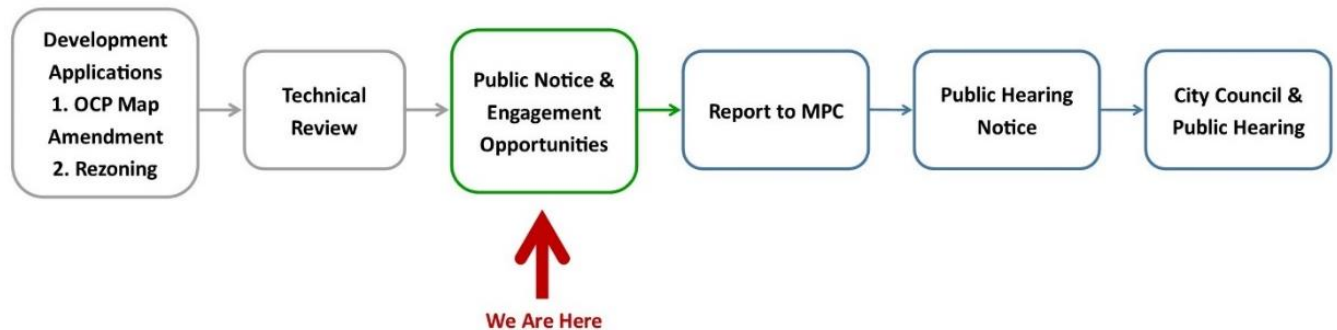 Development
Applications
1. OCP Map
Amendment
2. Rezoning
Technical
Review
Public Notice &
Engagement
Opportunities
Report to MPC
Public Hearing
Notice
City Council &
Public Hearing
We Are Here